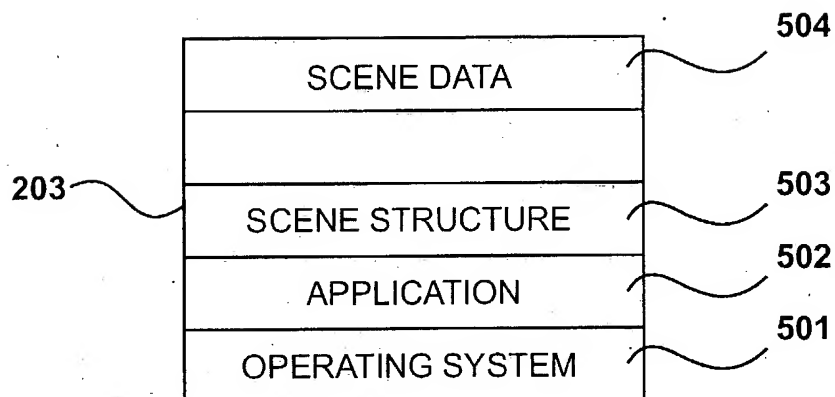 504
SCENE DATA
203
503
SCENE STRUCTURE
502
APPLICATION
501
OPERATING SYSTEM